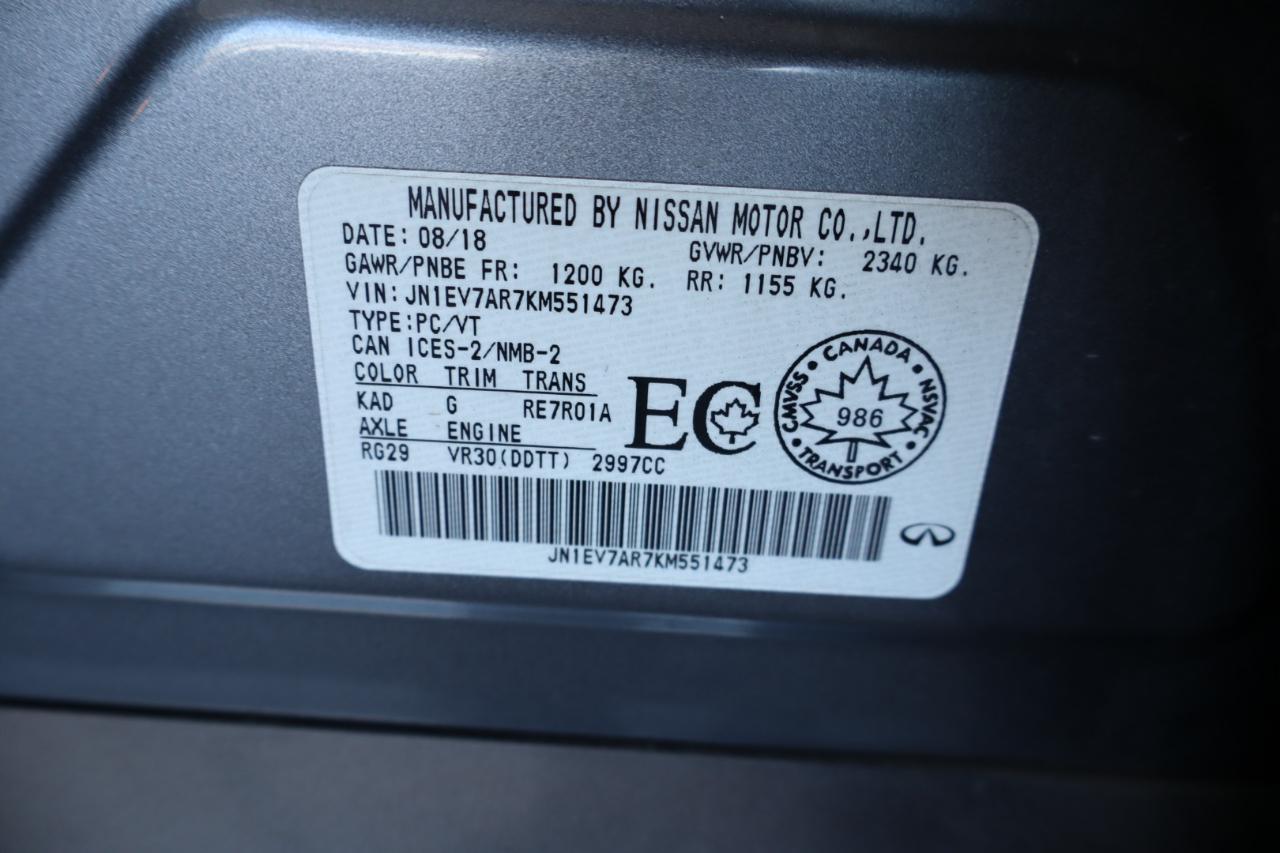 MANUFACTURED BY NISSAN MOTOR CO.,LTD.
DATE: 08/18 GVWR/PNBV: 2340 KG.
GAWR/PNBE FR: 1200 KG. RR: 1155 KG.
VIN:JN1EV7AR7KM551473
TYPE:PC/VT
CAN ICES-2/NMB-2
COLOR TRIM TRANS
KAD G RE7R01A
AXLE ENGINE
RG29 VR30(DDTT) 2997CC
EC
CANADA
CMVSS 986 NSVAC
TRANSPORT
JN1EV7AR7KM551473